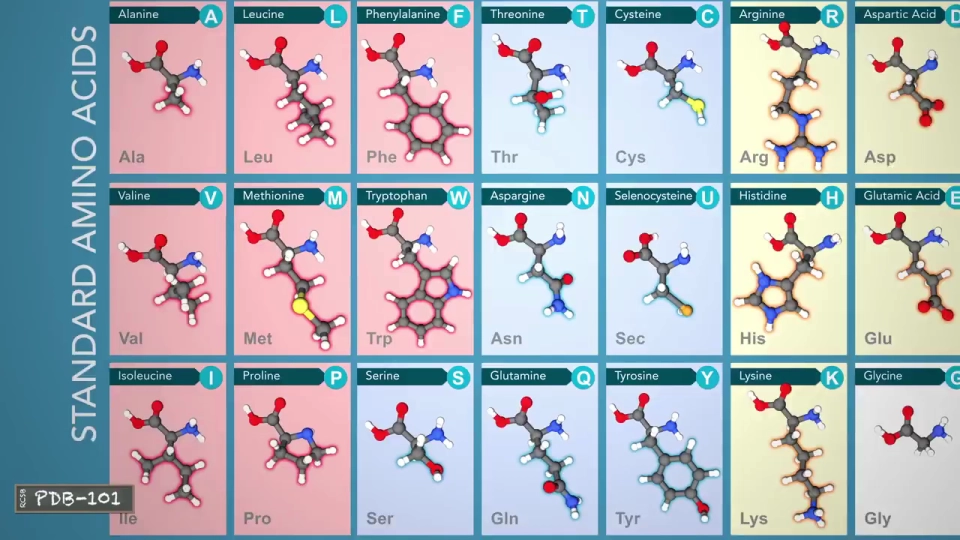 STANDARD AMINO ACIDS
Alanine A Leucine L Phenylalanine F Threonine T Cysteine C Arginine R Aspartic Acid D
Ala Leu Phe Thr Cys Arg Asp
Valine V Methionine M Tryptophan W Aspargine N Selenocysteine U Histidine H Glutamic Acid E
Val Met Trp Asn Sec His Glu
Isoleucine I Proline P Serine S Glutamine Q Tyrosine Y Lysine K Glycine G
Ile Pro Ser Gln Tyr Lys Gly
RCSB PDB-101